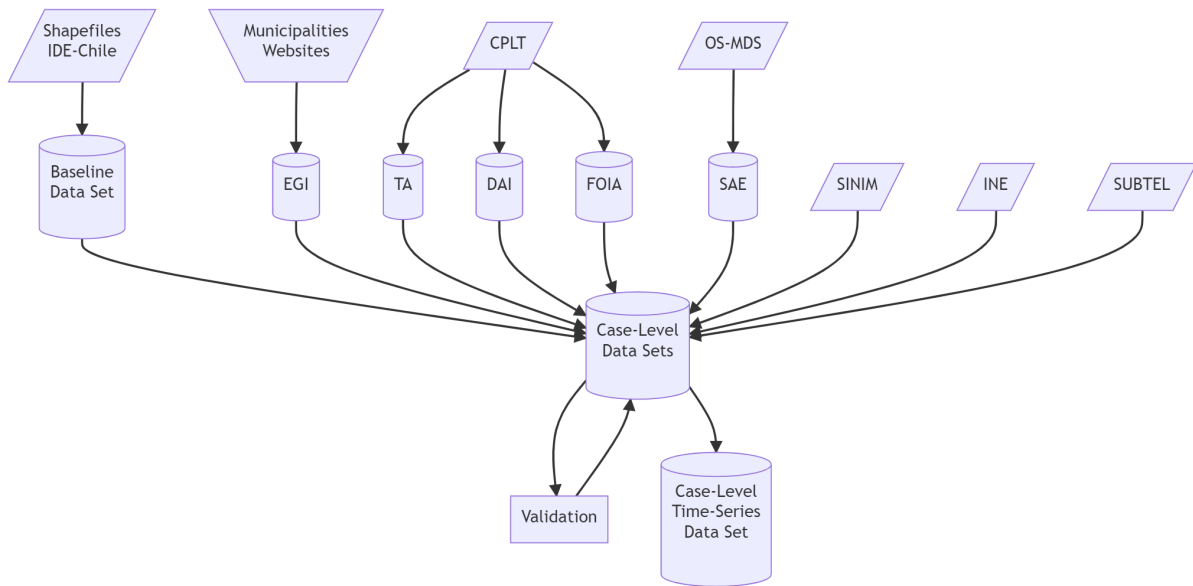 Shapefiles
IDE-Chile
Municipalities
Websites
CPLT
OS-MDS
Baseline
Data Set
EGI
TA
DAI
FOIA
SAE
SINIM
INE
SUBTEL
Case-Level
Data Sets
Validation
Case-Level
Time-Series
Data Set